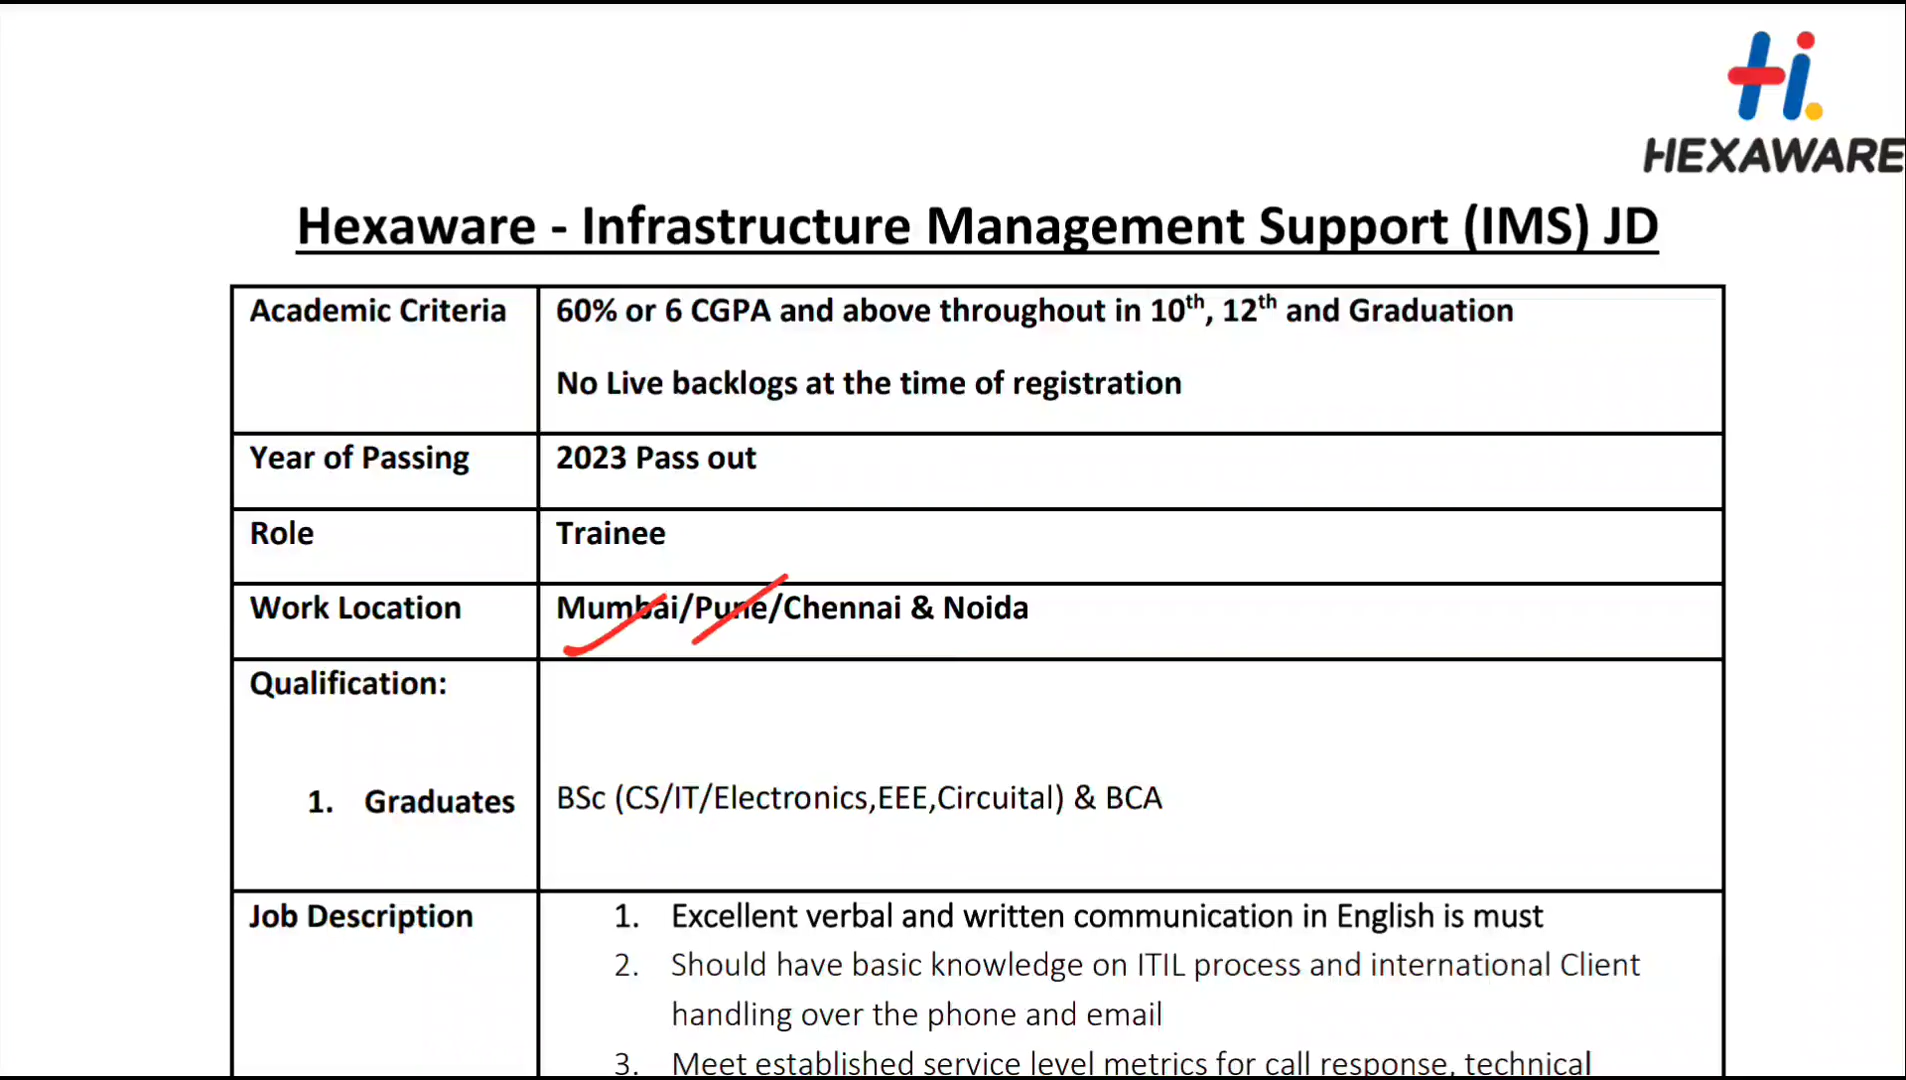 HEXAWARE
Hexaware - Infrastructure Management Support (IMS) JD
Academic Criteria
60% or 6 CGPA and above throughout in 10th, 12th and Graduation
No Live backlogs at the time of registration
Year of Passing
2023 Pass out
Role
Trainee
Work Location
Mumbai/Pune/Chennai & Noida
Qualification:
1. Graduates
BSc (CS/IT/Electronics,EEE,Circuital) & BCA
Job Description
1. Excellent verbal and written communication in English is must
2. Should have basic knowledge on ITIL process and international Client
handling over the phone and email
3. Meet established service level metrics for call response, technical